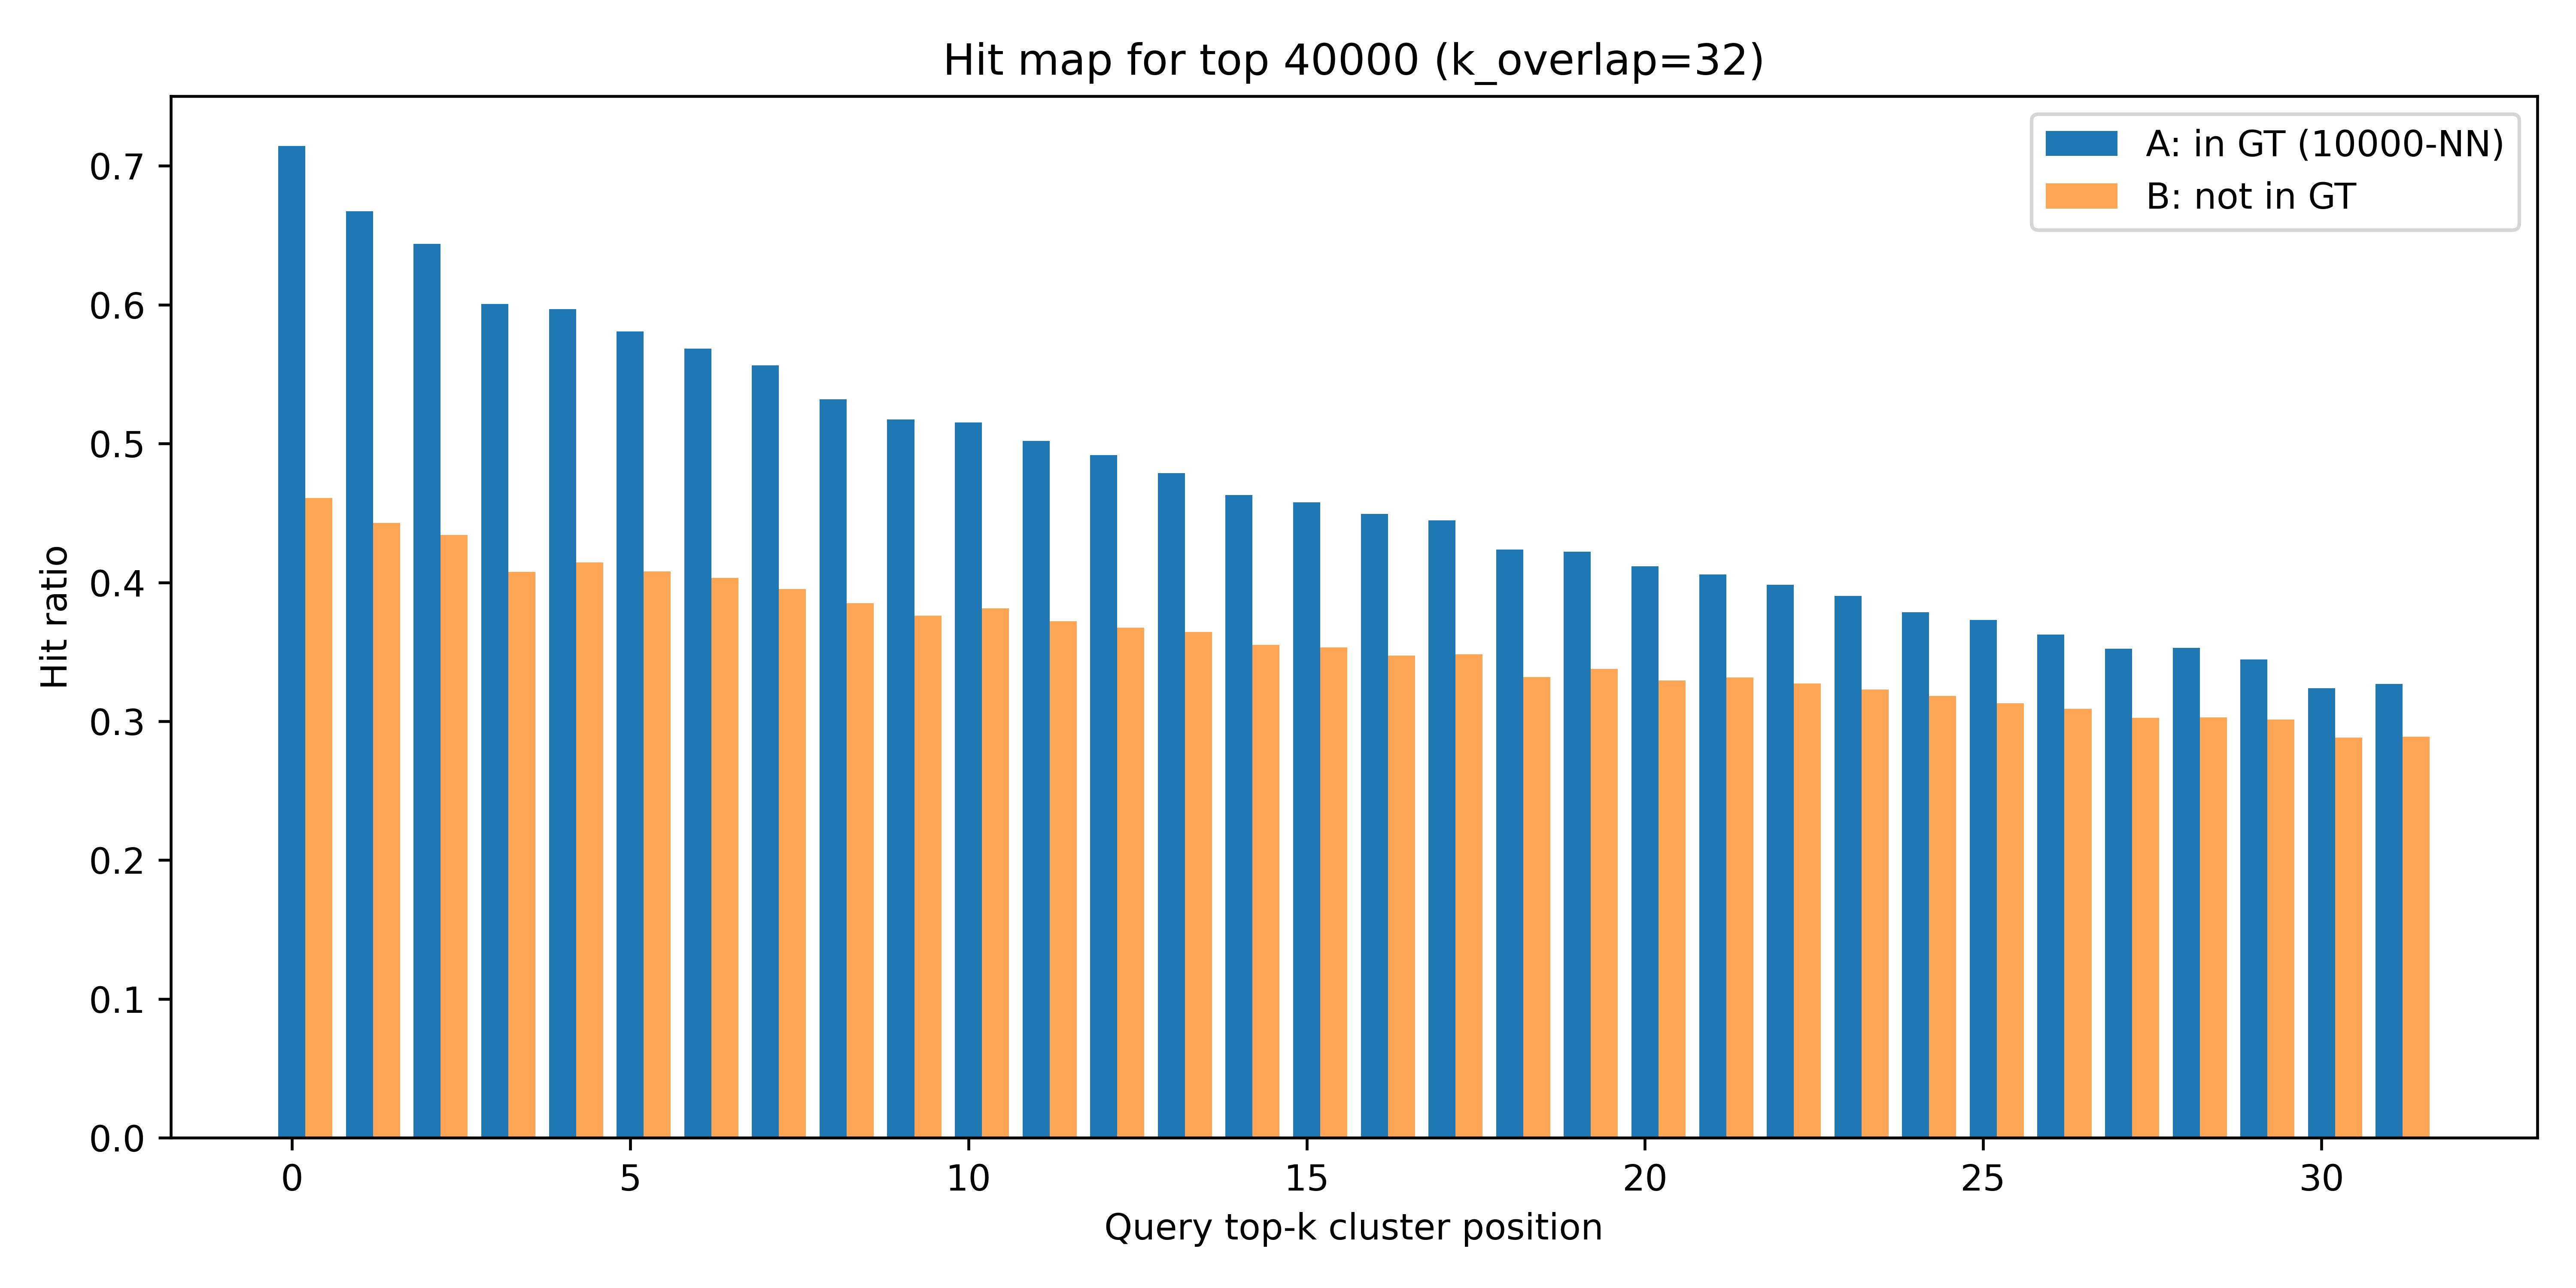 Hit map for top 40000 (k_overlap=32)
A: in GT (10000-NN)
B: not in GT
Hit ratio
0.7
0.6
0.5
0.4
0.3
0.2
0.1
0.0
0 5 10 15 20 25 30
Query top-k cluster position